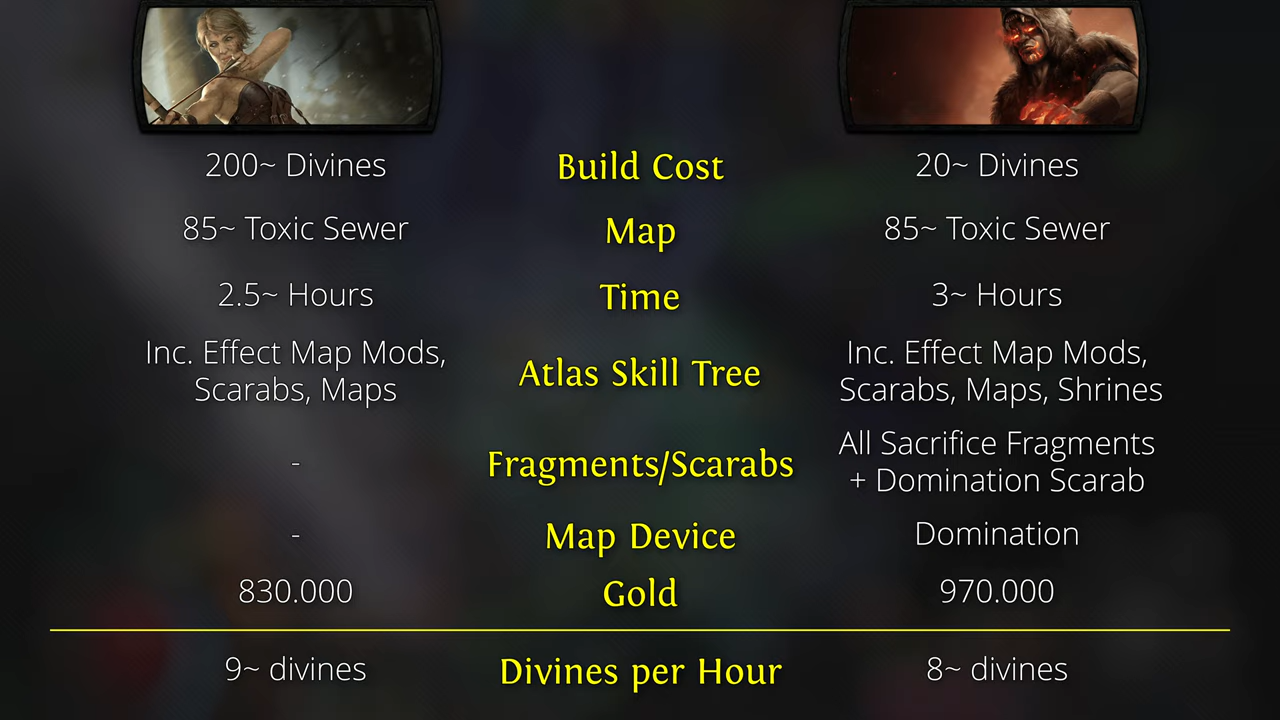 200~ Divines Build Cost 20~ Divines
85~ Toxic Sewer Map 85~ Toxic Sewer
2.5~ Hours Time 3~ Hours
Inc. Effect Map Mods,
Scarabs, Maps
Atlas Skill Tree
Inc. Effect Map Mods,
Scarabs, Maps, Shrines
- Fragments/Scarabs
All Sacrifice Fragments
+ Domination Scarab
- Map Device Domination
830.000 Gold 970.000
9~ divines Divines per Hour 8~ divines